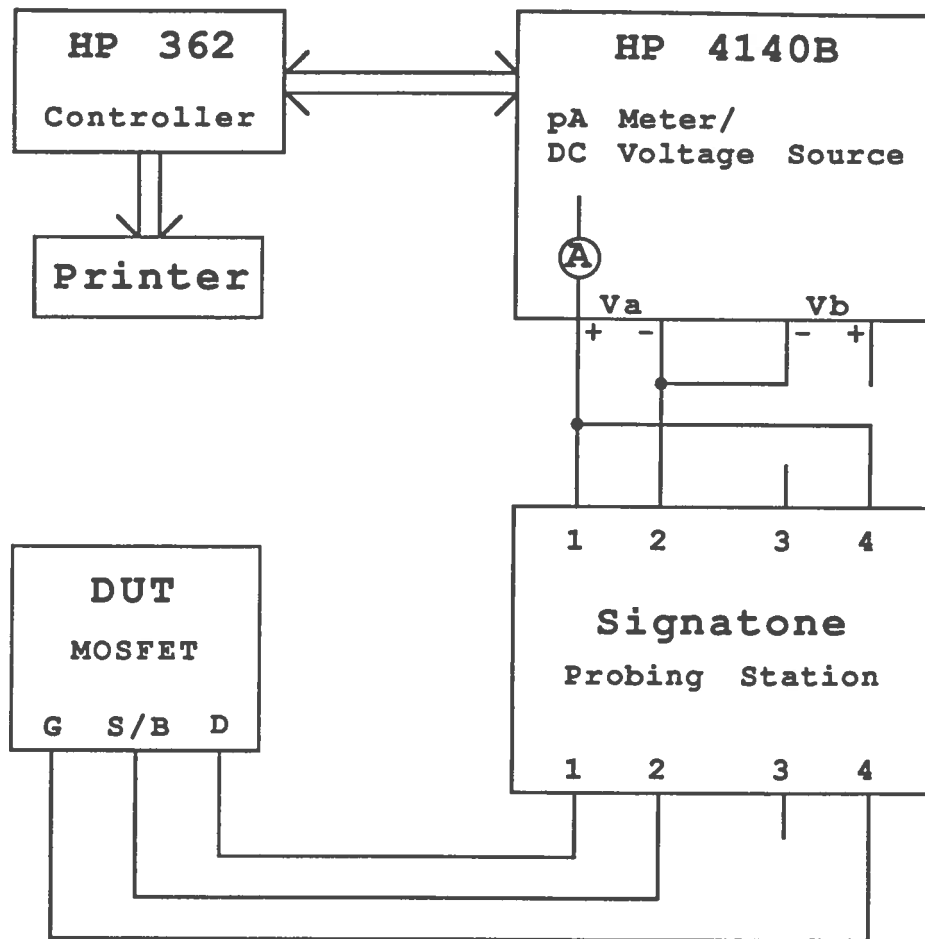 HP 362
Controller
HP 4140B
pA Meter/
DC Voltage Source
A
Printer
Va Vb
+ - - +
1 2 3 4
DUT
MOSFET
G S/B D
Signatone
Probing Station
1 2 3 4